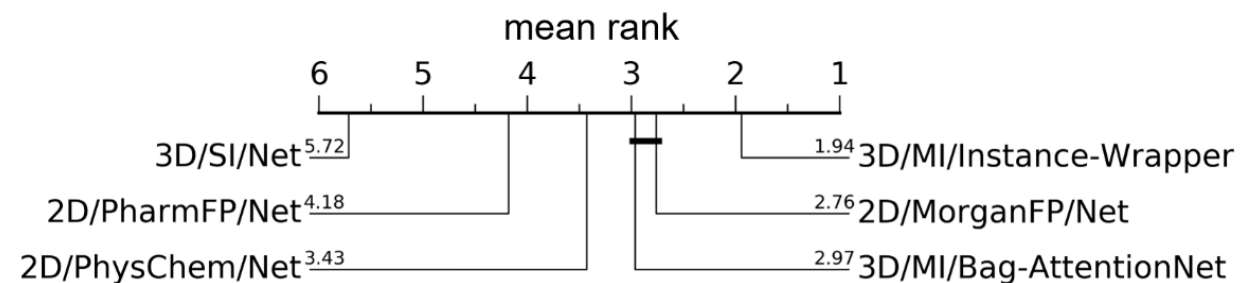 mean rank
6 5 4 3 2 1
3D/SI/Net 5.72
1.94 3D/MI/Instance-Wrapper
2D/PharmFP/Net 4.18
2.76 2D/MorganFP/Net
2D/PhysChem/Net 3.43
2.97 3D/MI/Bag-AttentionNet